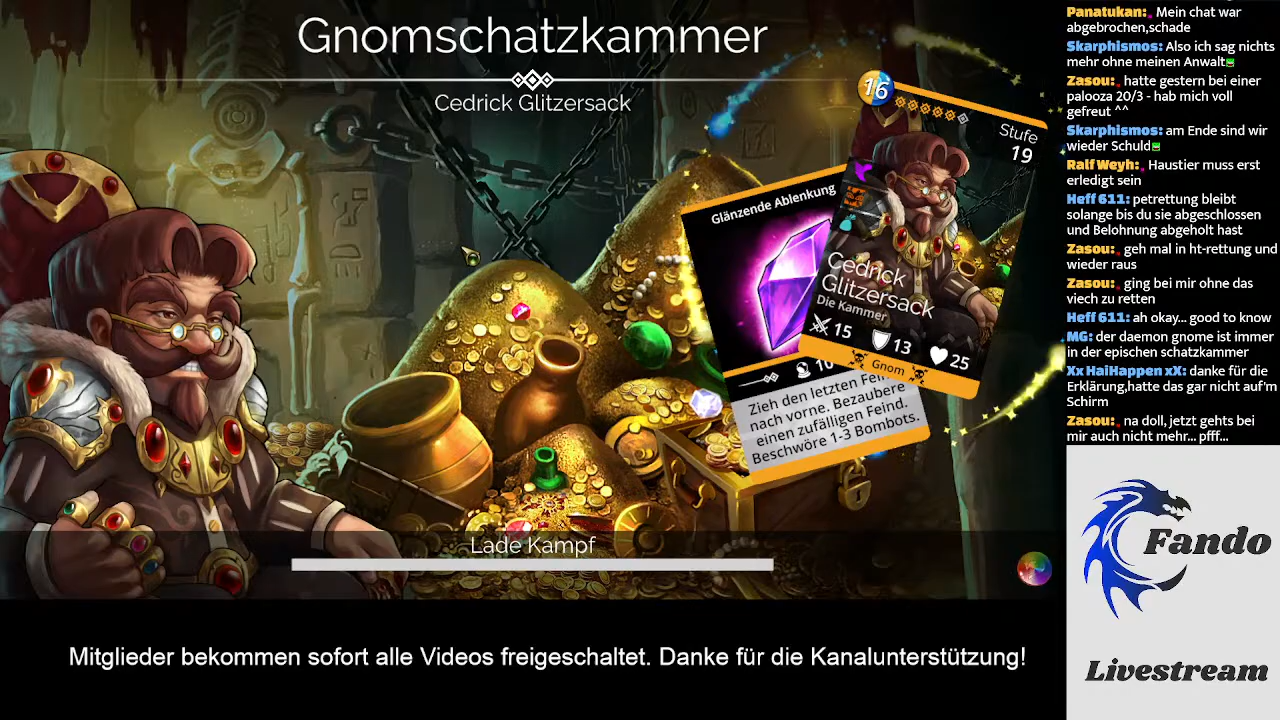 Gnomschatzkammer
Cedrick Glitzersack
16
Stufe
19
Glänzende Ablenkung
Cedrick
Glitzersack
Die Kammer
15
13
25
Gnom
10
Zieh den letzten
nach vorne. Bezaubere
einen zufälligen Feind.
Beschwöre 1-3 Bombots.
Lade Kampf
Mitglieder bekommen sofort alle Videos freigeschaltet. Danke für die Kanalunterstützung!
Panatukan: Mein chat war
abgebrochen,schade
Skarphismos: Also ich sag nichts
mehr ohne meinen Anwalt
Zasou: hatte gestern bei einer
palooza 20/3 - hab mich voll
gefreut ^^
Skarphismos: am Ende sind wir
wieder Schuld
Ralf Weyh: Haustier muss erst
erledigt sein
Heff 611: petrettung bleibt
solange bis du sie abgeschlossen
und Belohnung abgeholt hast
Zasou: geh mal in ht-rettung und
wieder raus
Zasou: ging bei mir ohne das
viech zu retten
Heff 611: ah okay... good to know
MG: der daemon gnome ist immer
in der epischen schatzkammer
Xx HaiHappen xX: danke für die
Erklärung,hatte das gar nicht auf'm
Schirm
Zasou: na doll,jetzt gehts bei
mir auch nicht mehr... pfff...
Fando
Livestream